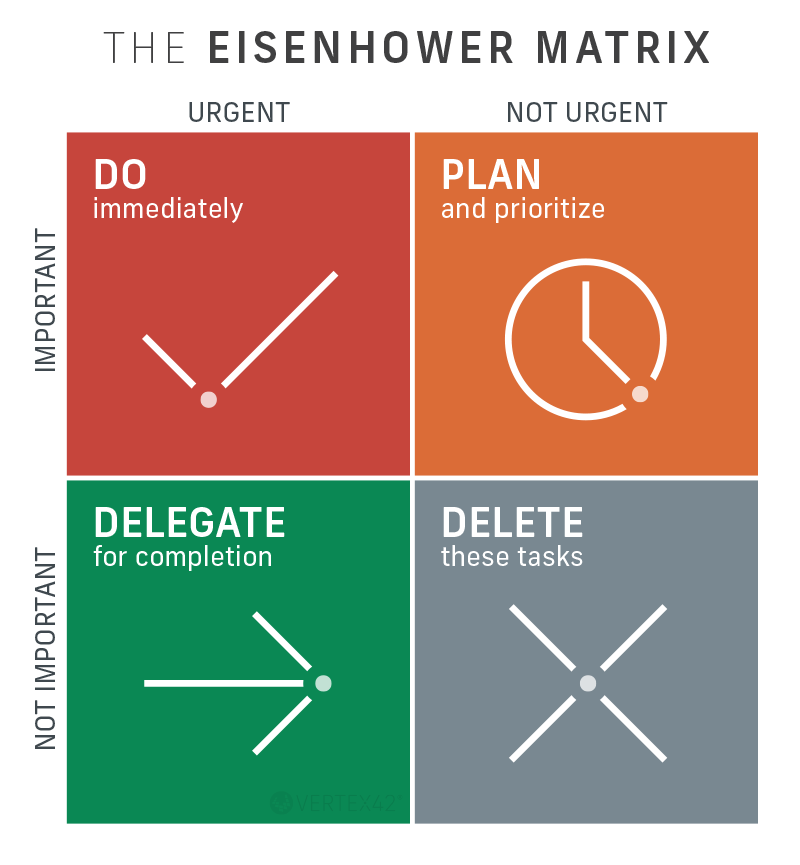 THE EISENHOWER MATRIX
URGENT
NOT URGENT
IMPORTANT
DO
immediately
PLAN
and prioritize
NOT IMPORTANT
DELEGATE
for completion
DELETE
these tasks
VERTEX42